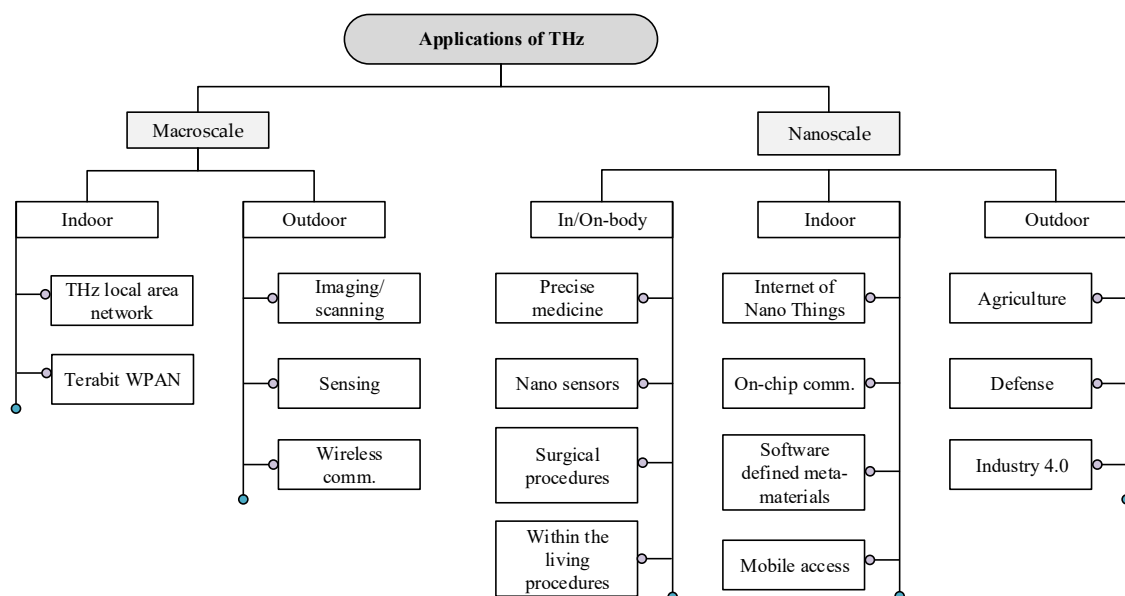 Applications of THz
Macroscale
Nanoscale
Indoor
Outdoor
In/On-body
Indoor
Outdoor
THz local area
network
Terabit WPAN
Imaging/
scanning
Sensing
Wireless
comm.
Precise
medicine
Nano sensors
Surgical
procedures
Within the
living
procedures
Internet of
Nano Things
On-chip comm.
Software
defined meta-
materials
Mobile access
Agriculture
Defense
Industry 4.0